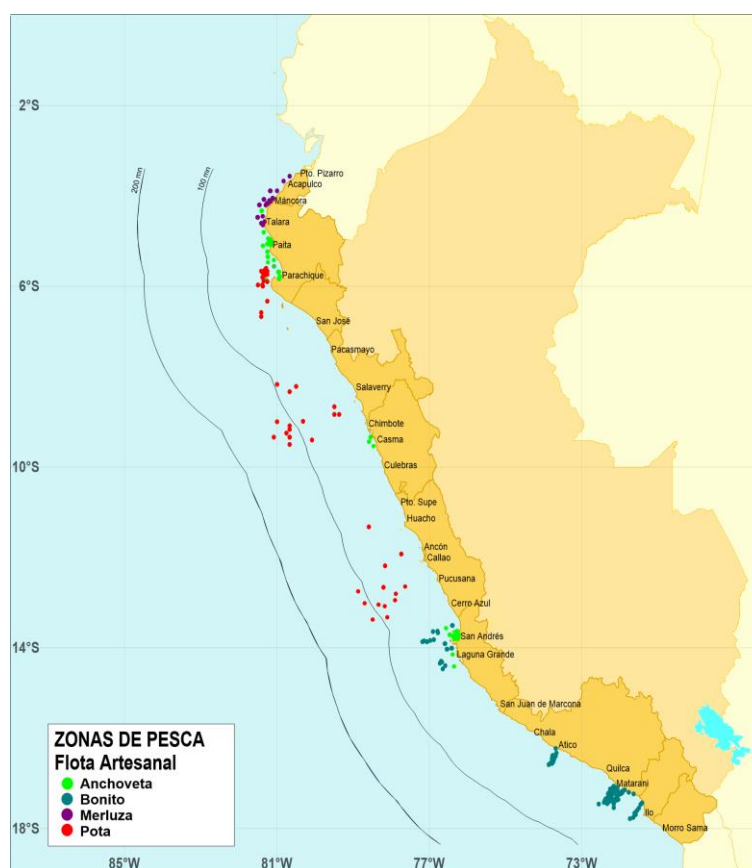 2°S
Pto. Pizarro
Acapulco
Máncora
Talara
Paita
Parachique
6°S
San José
Pacasmayo
Salaverry
Chimbote
Casma
10°S
Culebras
Pto. Supe
Huacho
Ancón
Callao
Pucusana
Cerro Azul
14°S
San Andrés
Laguna Grande
San Juan de Marcona
Chala
Atico
Quilca
Matarani
Ilo
Morro Sama
18°S
200 mn
100 mn
ZONAS DE PESCA
Flota Artesanal
Anchoveta
Bonito
Merluza
Pota
85°W
81°W
77°W
73°W